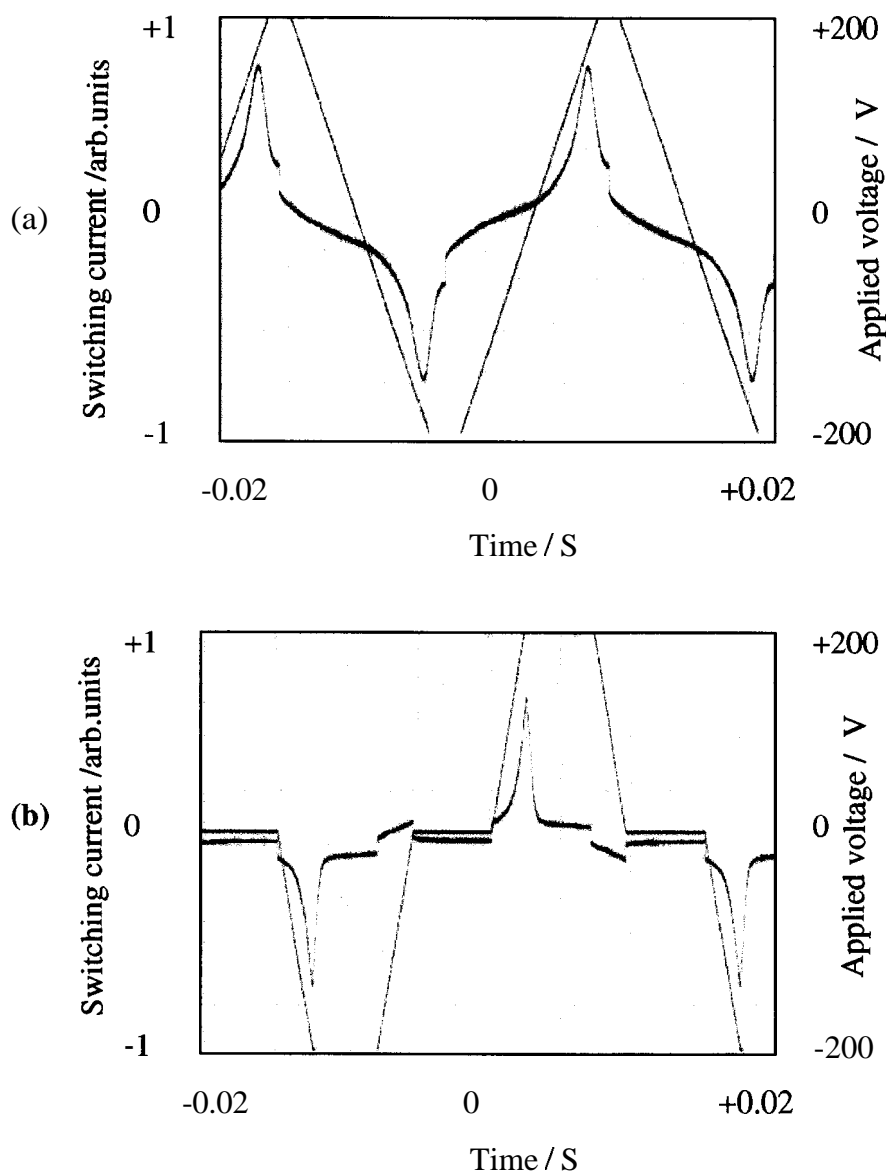 (a)
Switching current /arb.units
+1
0
-1
+200
0
-200
Applied voltage / V
-0.02
0
+0.02
Time / S
(b)
Switching current /arb.units
+1
0
-1
+200
0
-200
Applied voltage / V
-0.02
0
+0.02
Time / S